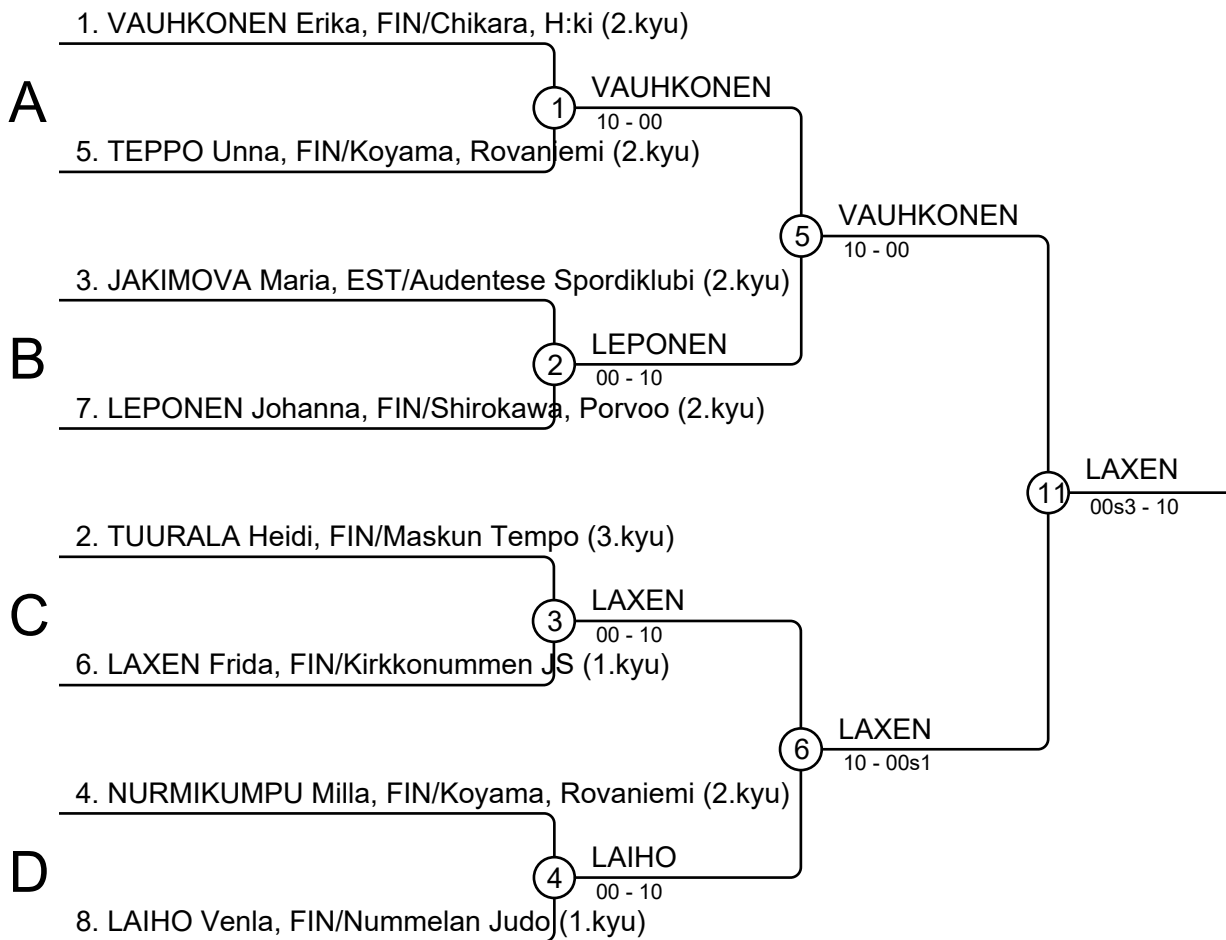 1. VAUHKONEN Erika, FIN/Chikara, H:ki (2.kyu)
A
1
VAUHKONEN
10 - 00
5. TEPPO Unna, FIN/Koyama, Rovaniemi (2.kyu)
5
VAUHKONEN
10 - 00
3. JAKIMOVA Maria, EST/Audentese Spordiklubi (2.kyu)
B
2
LEPONEN
00 - 10
7. LEPONEN Johanna, FIN/Shirokawa, Porvoo (2.kyu)
11
LAXEN
00s3 - 10
2. TUURALA Heidi, FIN/Maskun Tempo (3.kyu)
C
3
LAXEN
00 - 10
6. LAXEN Frida, FIN/Kirkkonummen JS (1.kyu)
6
LAXEN
10 - 00s1
4. NURMIKUMPU Milla, FIN/Koyama, Rovaniemi (2.kyu)
D
4
LAIHO
00 - 10
8. LAIHO Venla, FIN/Nummelan Judo (1.kyu)